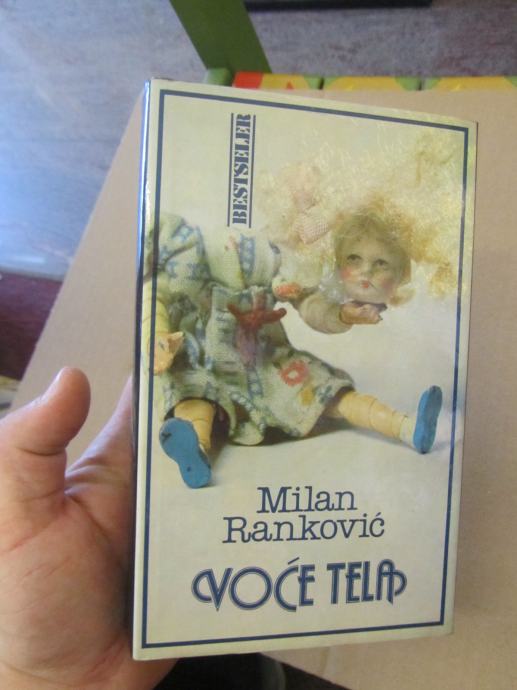 BESTSELER
Milan
Ranković
VOĆE TELA